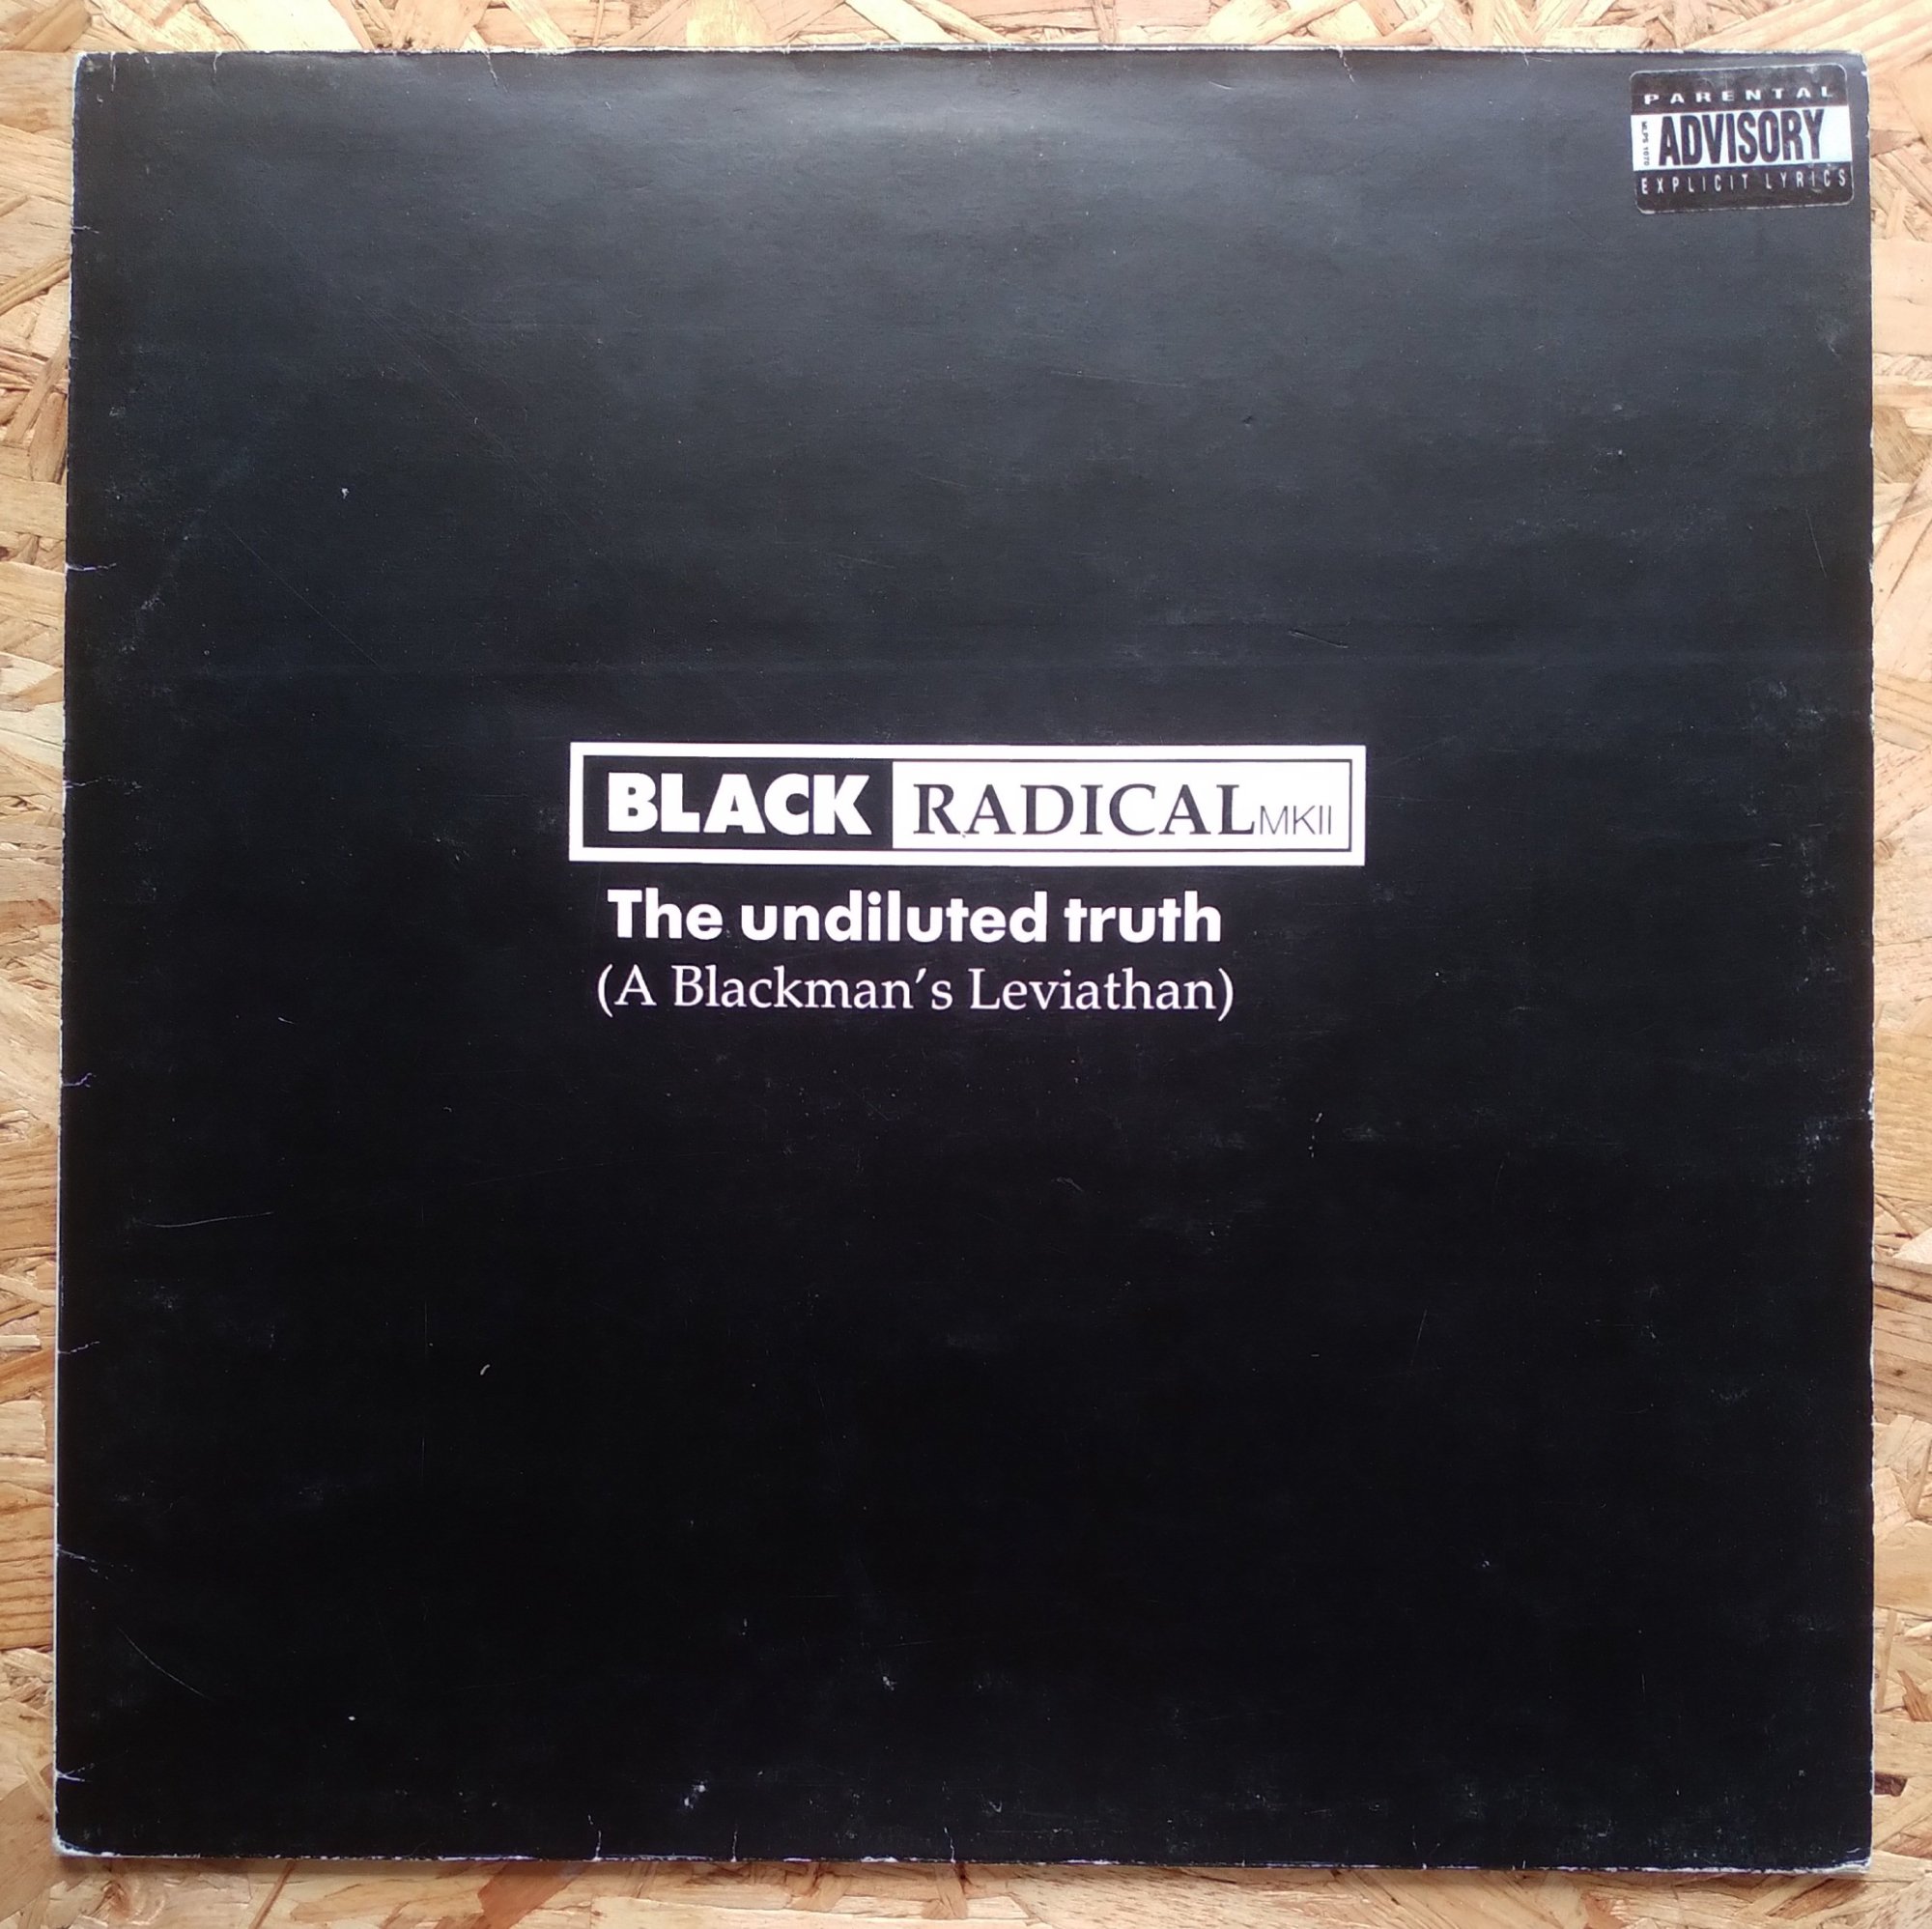 PARENTAL
ADVISORY
EXPLICIT LYRICS
BLACK RADICAL MKII
The undiluted truth
(A Blackman's Leviathan)